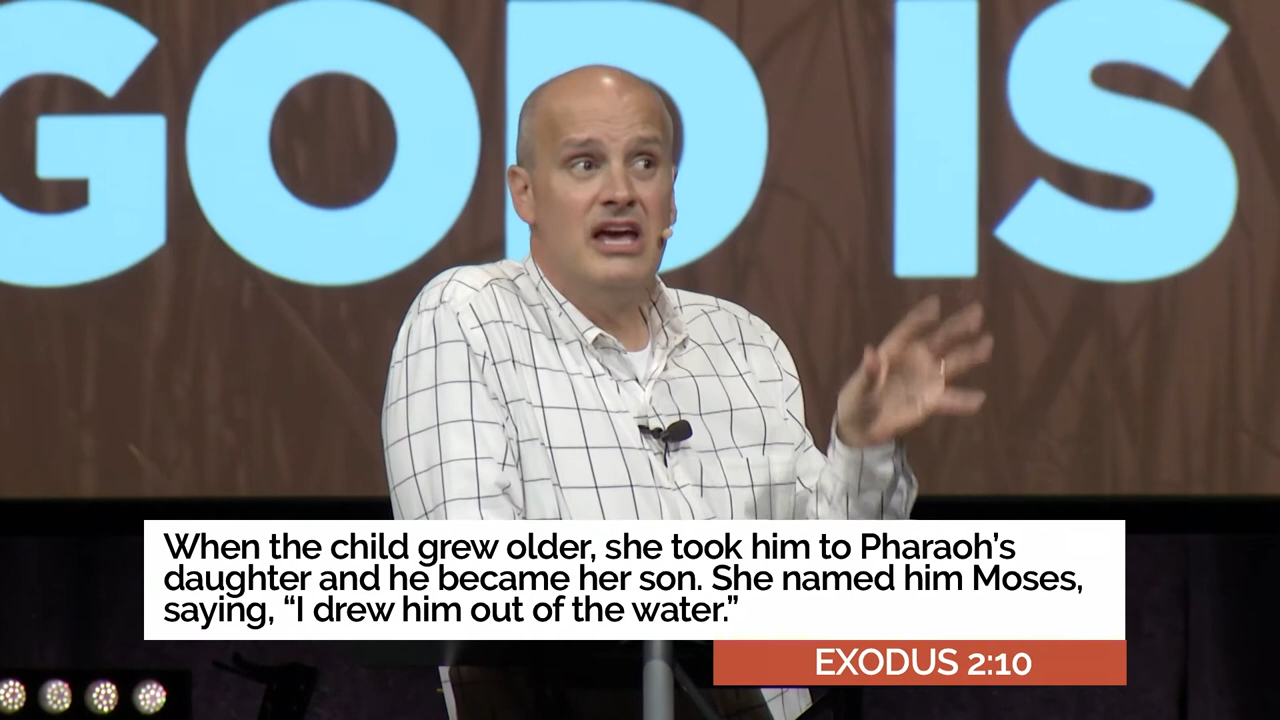 GOD IS
When the child grew older, she took him to Pharaoh’s
daughter and he became her son. She named him Moses,
saying, “I drew him out of the water.”
EXODUS 2:10